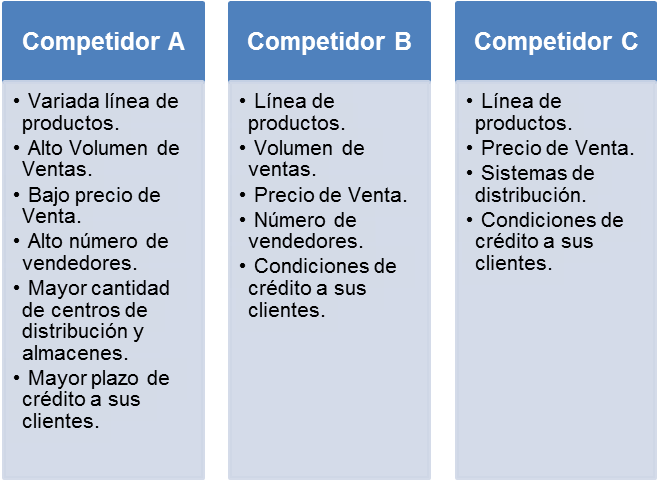 Competidor A
• Variada línea de
productos.
• Alto Volumen de
Ventas.
• Bajo precio de
Venta.
• Alto número de
vendedores.
• Mayor cantidad
de centros de
distribución y
almacenes.
• Mayor plazo de
crédito a sus
clientes.
Competidor B
• Línea de
productos.
• Volumen de
ventas.
• Precio de Venta.
• Número de
vendedores.
• Condiciones de
crédito a sus
clientes.
Competidor C
• Línea de
productos.
• Precio de Venta.
• Sistemas de
distribución.
• Condiciones de
crédito a sus
clientes.